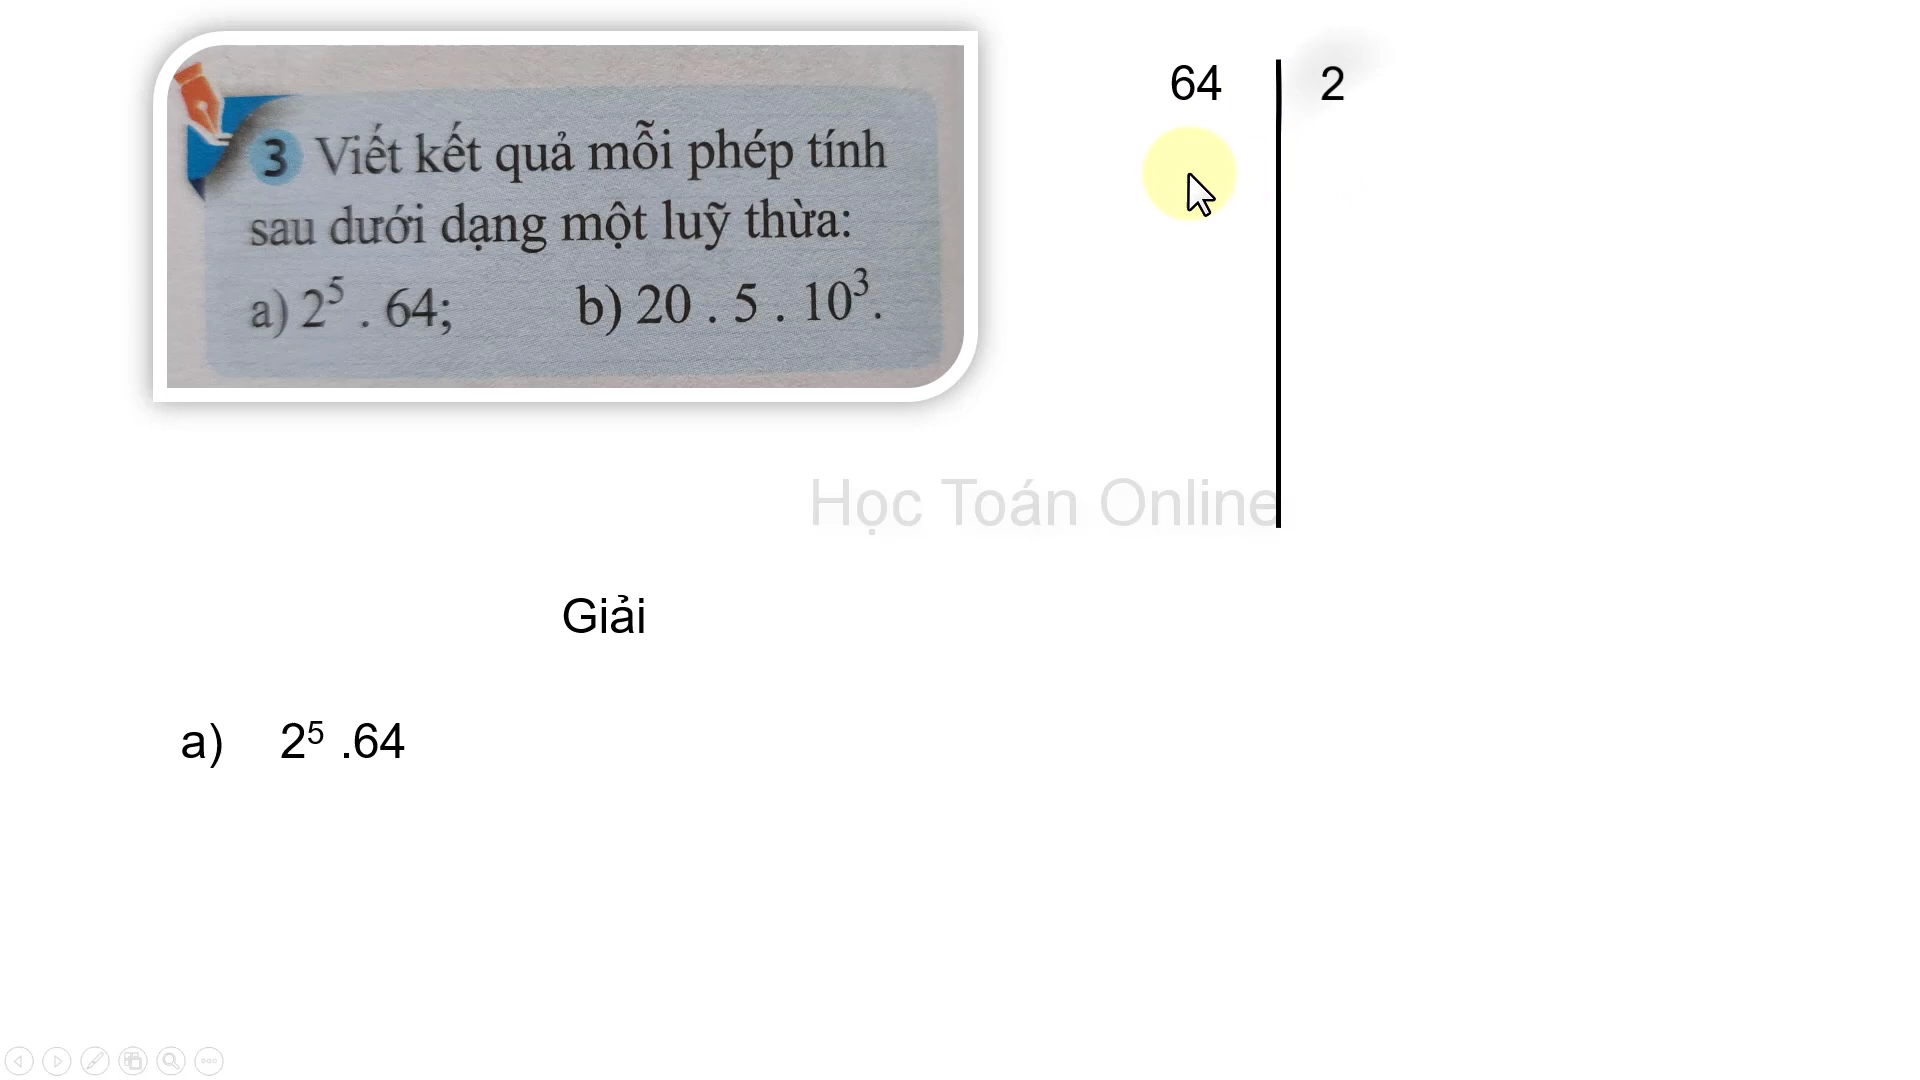 3 Viết kết quả mỗi phép tính
sau dưới dạng một luỹ thừa:
a) 2⁵ . 64; b) 20 . 5 . 10³.
64 2
Học Toán Online
Giải
a) 2⁵ .64